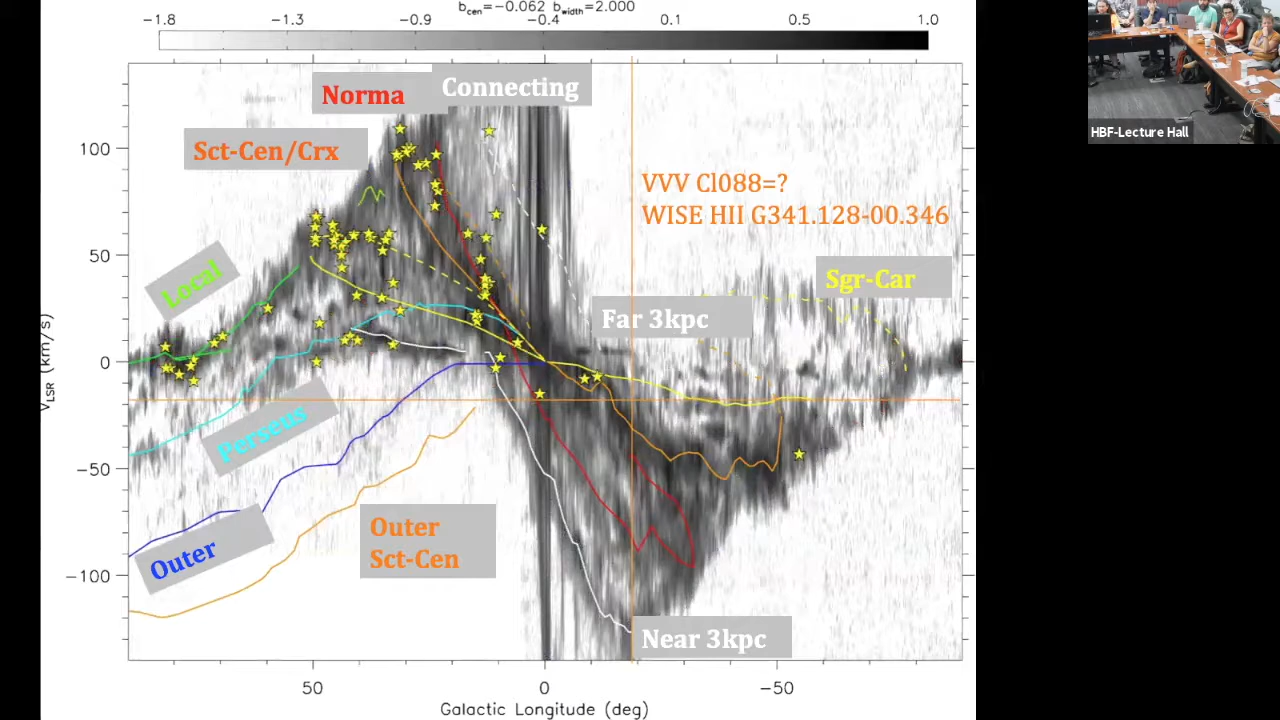 b_cen=−0.062 b_width=2.000
−1.8 −1.3 −0.9 −0.4 0.1 0.5 1.0
Norma
Connecting
Sct-Cen/Crx
VVV Cl088=?
WISE HII G341.128-00.346
Local
Sgr-Car
Far 3kpc
Perseus
Outer
Sct-Cen
Outer
Near 3kpc
100
50
0
−50
−100
V_LSR (km/s)
50 0 −50
Galactic Longitude (deg)
HBF-Lecture Hall